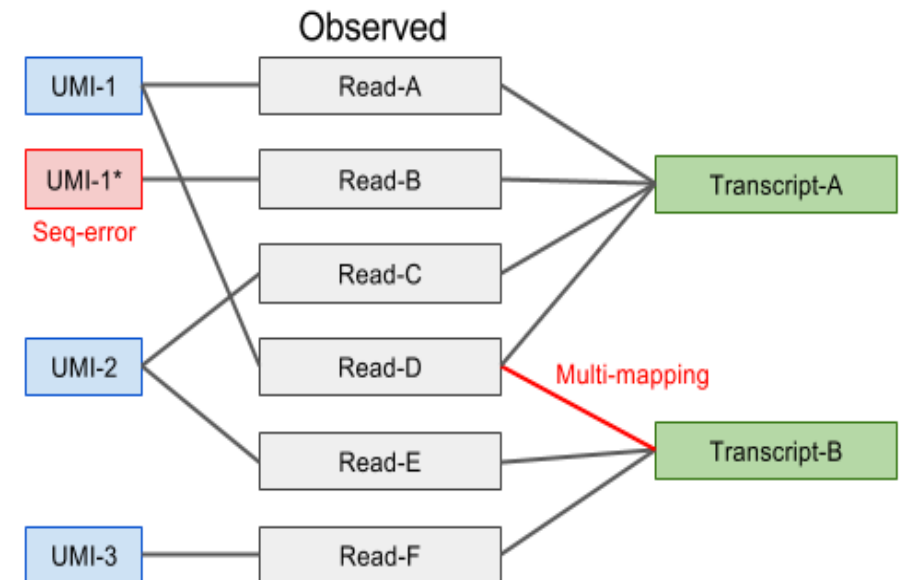 Observed
UMI-1
Read-A
UMI-1*
Read-B
Transcript-A
Seq-error
Read-C
UMI-2
Read-D
Multi-mapping
Read-E
Transcript-B
UMI-3
Read-F